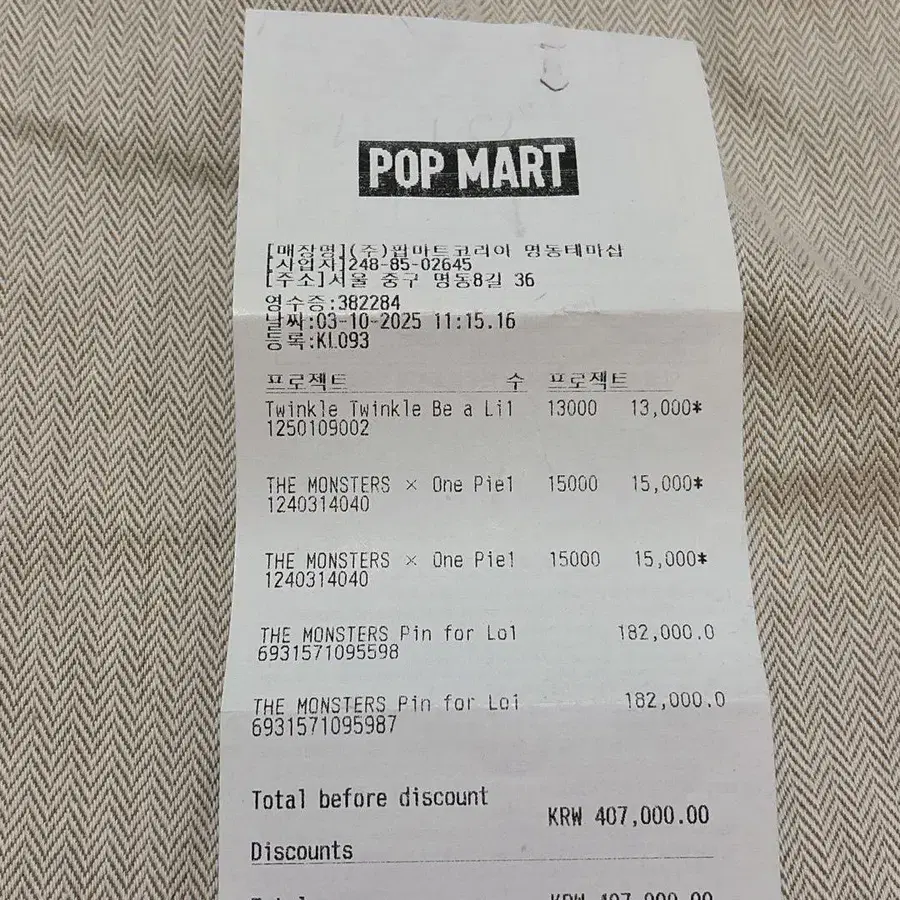 POP MART
[매장명](주)팝마트코리아 명동테마샵
[사업자]248-85-02645
[주소]서울 중구 명동8길 36
영수증:382284
날짜:03-10-2025 11:15.16
등록:KL093
프로젝트 수 프로젝트
Twinkle Twinkle Be a Li1 13000 13,000*
1250109002
THE MONSTERS × One Pie1 15000 15,000*
1240314040
THE MONSTERS × One Pie1 15000 15,000*
1240314040
THE MONSTERS Pin for Lo1 182,000.0
6931571095598
THE MONSTERS Pin for Lo1 182,000.0
6931571095987
Total before discount
KRW 407,000.00
Discounts